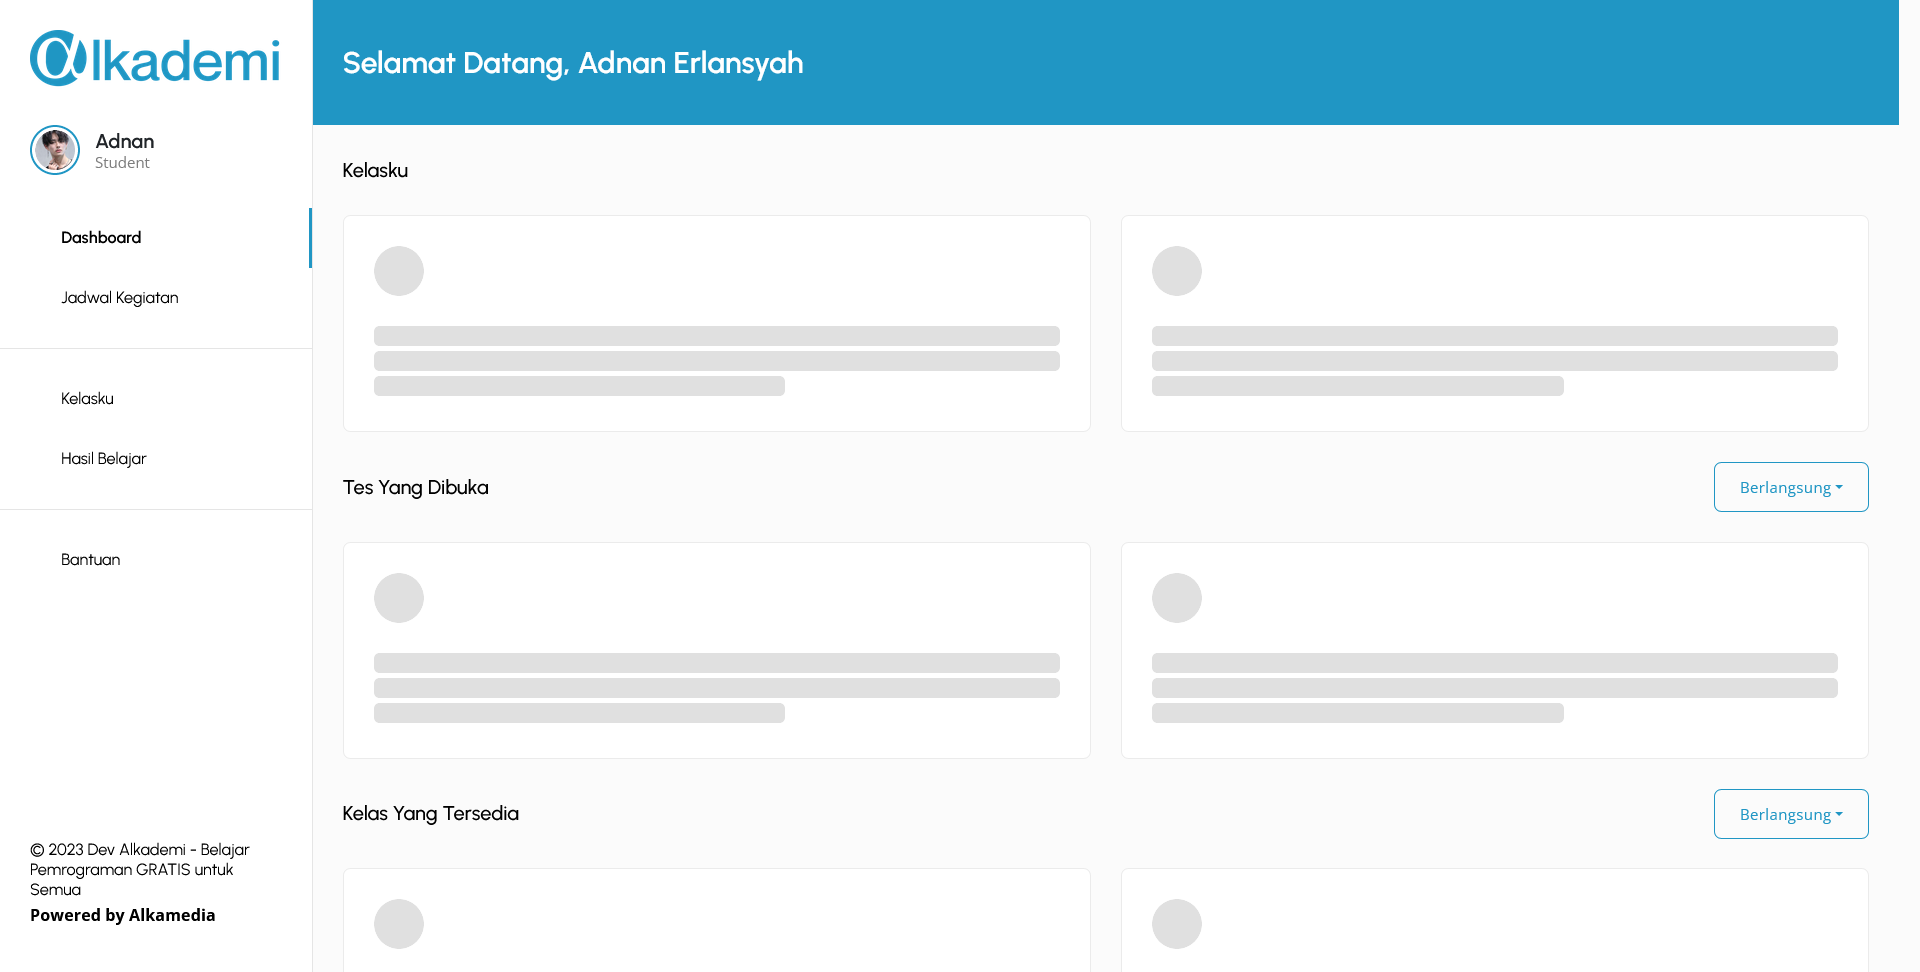 αlkademi
Adnan
Student
Dashboard
Jadwal Kegiatan
Kelasku
Hasil Belajar
Bantuan
© 2023 Dev Alkademi - Belajar
Pemrograman GRATIS untuk
Semua
Powered by Alkamedia
Selamat Datang, Adnan Erlansyah
Kelasku
Tes Yang Dibuka
Berlangsung
Kelas Yang Tersedia
Berlangsung